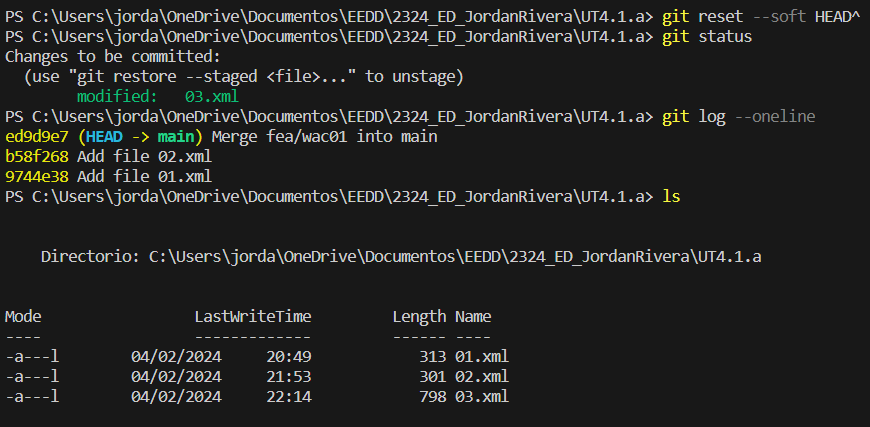 PS C:\Users\jorda\OneDrive\Documentos\EEDD\2324_ED_JordanRivera\UT4.1.a> git reset --soft HEAD^
PS C:\Users\jorda\OneDrive\Documentos\EEDD\2324_ED_JordanRivera\UT4.1.a> git status
Changes to be committed:
  (use "git restore --staged <file>..." to unstage)
        modified:   03.xml
PS C:\Users\jorda\OneDrive\Documentos\EEDD\2324_ED_JordanRivera\UT4.1.a> git log --oneline
ed9d9e7 (HEAD -> main) Merge fea/wac01 into main
b58f268 Add file 02.xml
9744e38 Add file 01.xml
PS C:\Users\jorda\OneDrive\Documentos\EEDD\2324_ED_JordanRivera\UT4.1.a> ls
    Directorio: C:\Users\jorda\OneDrive\Documentos\EEDD\2324_ED_JordanRivera\UT4.1.a
Mode                 LastWriteTime         Length Name
----                 -------------         ------ ----
-a---l        04/02/2024     20:49            313 01.xml
-a---l        04/02/2024     21:53            301 02.xml
-a---l        04/02/2024     22:14            798 03.xml